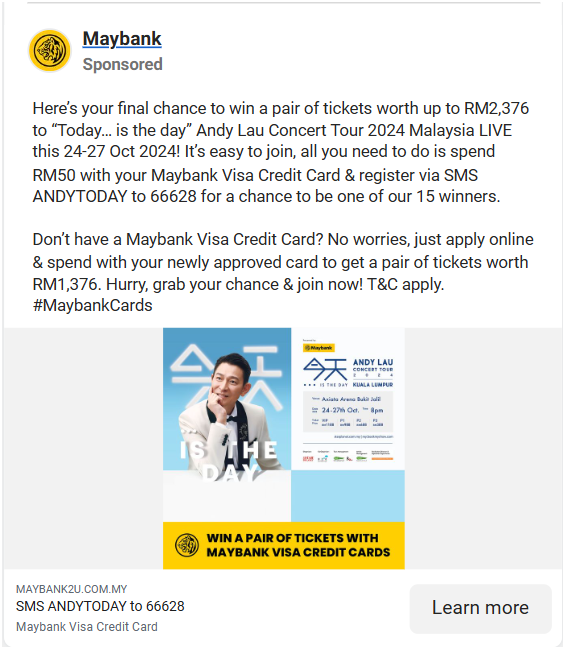 Maybank
Sponsored
Here's your final chance to win a pair of tickets worth up to RM2,376
to “Today… is the day” Andy Lau Concert Tour 2024 Malaysia LIVE
this 24-27 Oct 2024! It's easy to join, all you need to do is spend
RM50 with your Maybank Visa Credit Card & register via SMS
ANDYTODAY to 66628 for a chance to be one of our 15 winners.
Don't have a Maybank Visa Credit Card? No worries, just apply online
& spend with your newly approved card to get a pair of tickets worth
RM1,376. Hurry, grab your chance & join now! T&C apply.
#MaybankCards
今天
... IS THE
DAY
Maybank
今天
... IS THE DAY
ANDY LAU
CONCERT TOUR
2024
KUALA LUMPUR
Axiata Arena Bukit Jalil
24-27th Oct. 8pm
WIN A PAIR OF TICKETS WITH
MAYBANK VISA CREDIT CARDS
MAYBANK2U.COM.MY
SMS ANDYTODAY to 66628
Maybank Visa Credit Card
Learn more